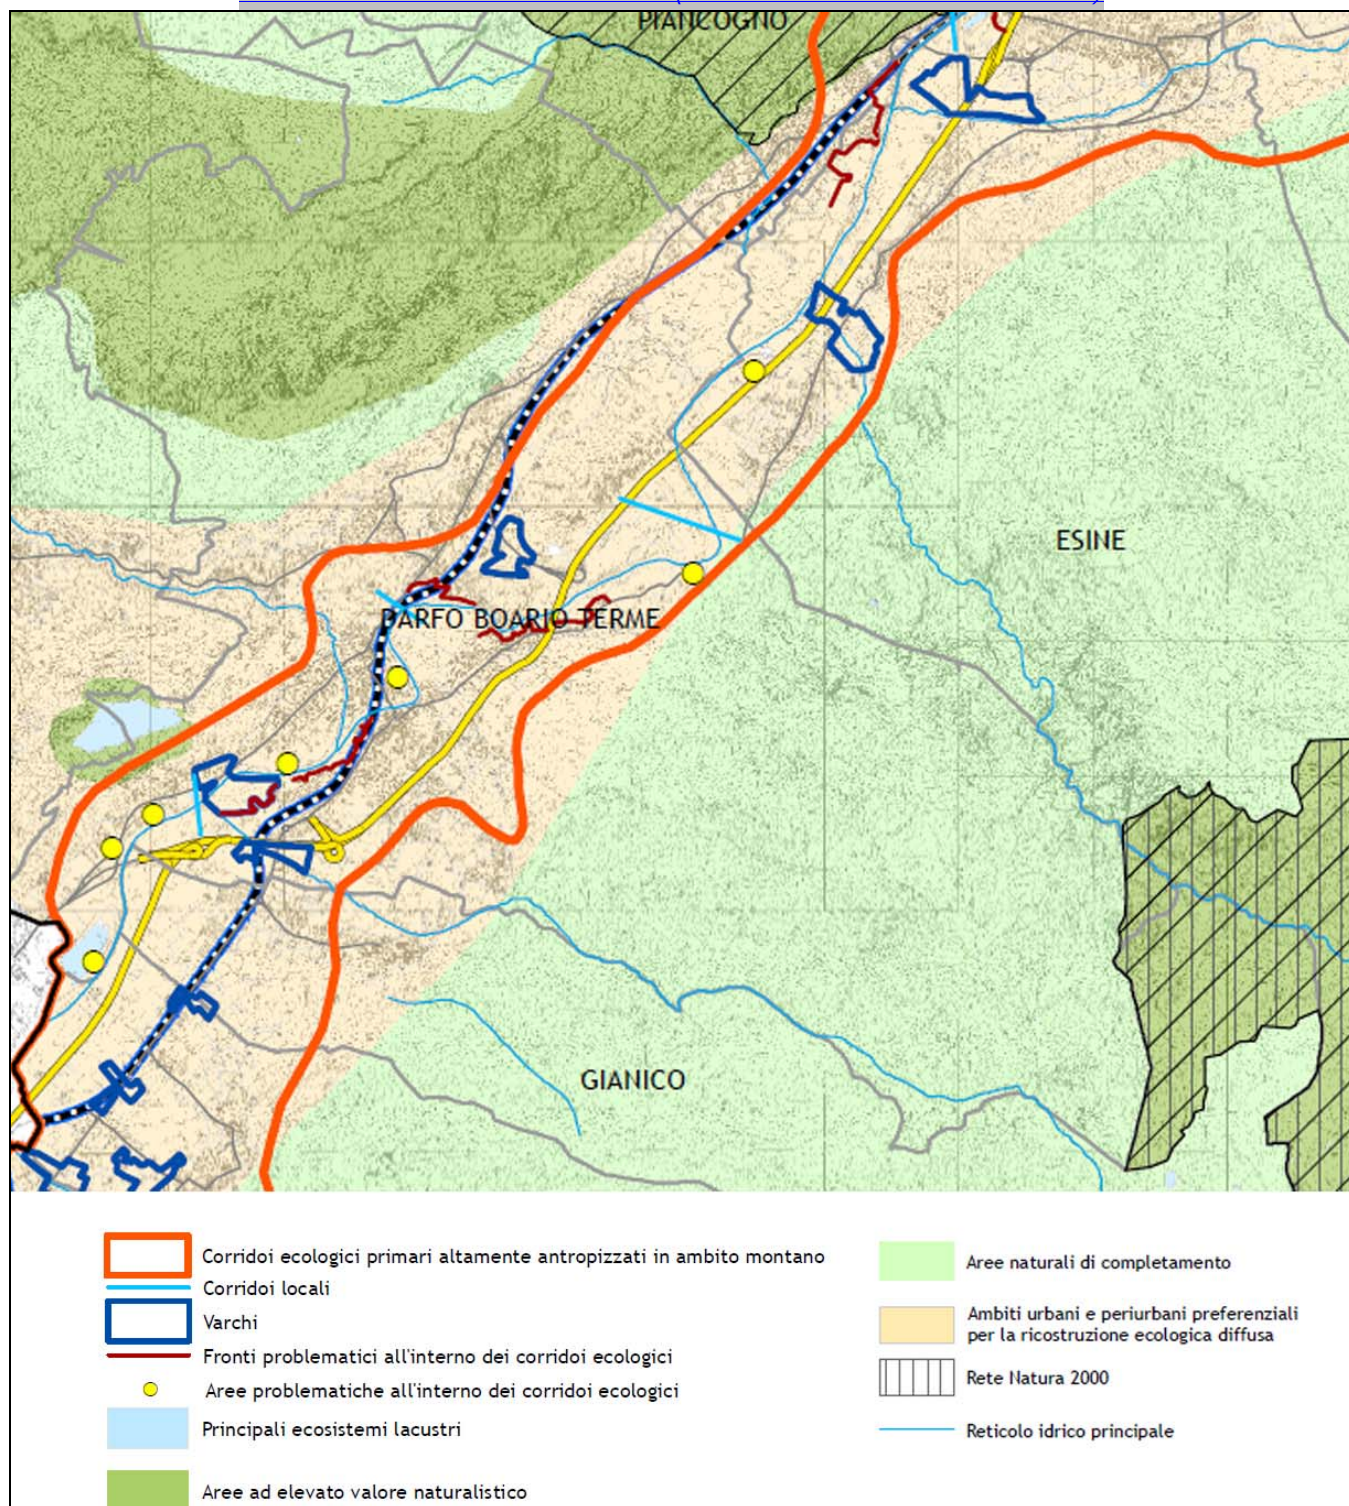 PIANCOGNO
ESINE
DARFO BOARIO TERME
GIANICO
Corridoi ecologici primari altamente antropizzati in ambito montano
Corridoi locali
Varchi
Fronti problematici all'interno dei corridoi ecologici
Aree problematiche all'interno dei corridoi ecologici
Principali ecosistemi lacustri
Aree ad elevato valore naturalistico
Aree naturali di completamento
Ambiti urbani e periurbani preferenziali
per la ricostruzione ecologica diffusa
Rete Natura 2000
Reticolo idrico principale